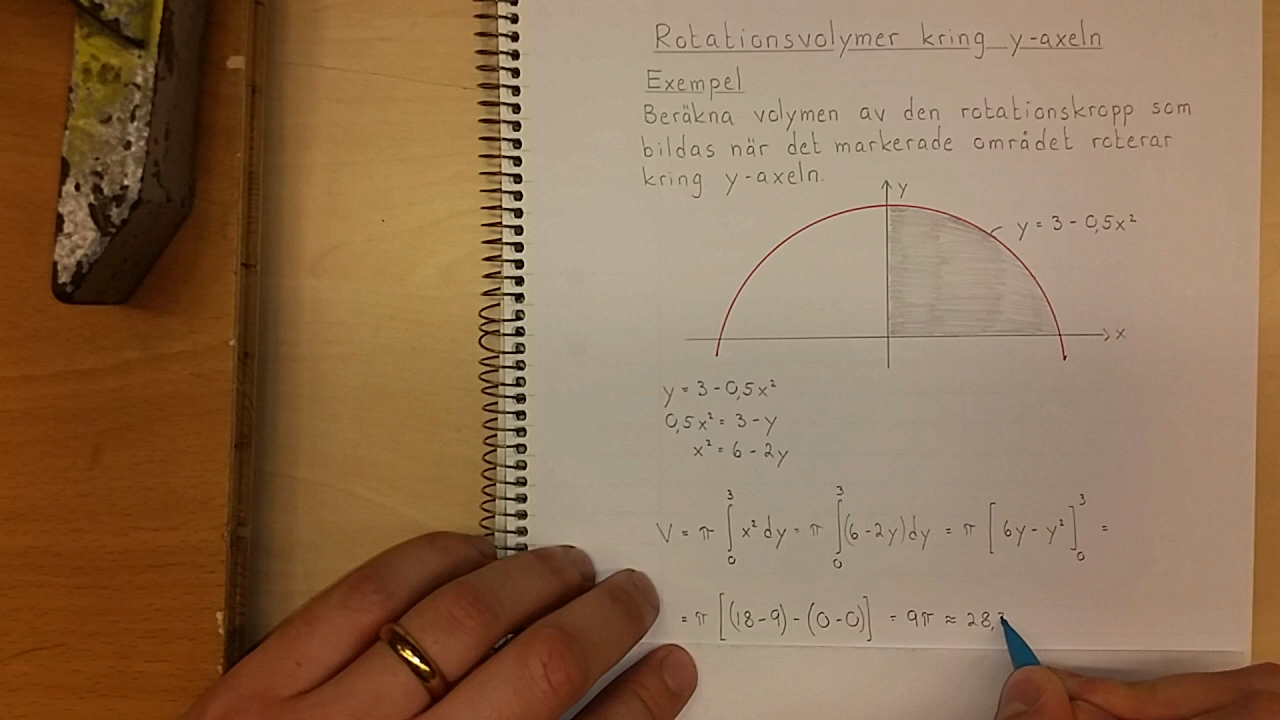 Rotationsvolymer kring y-axeln
Exempel
Beräkna volymen av den rotationskropp som
bildas när det markerade området roterar
kring y-axeln.
y
y = 3 - 0,5x²
x
y = 3 - 0,5x²
0,5x² = 3 - y
x² = 6 - 2y
V = π ∫₀³ x² dy = π ∫₀³ (6 - 2y) dy = π [6y - y²]₀³ =
= π [(18 - 9) - (0 - 0)] = 9π ≈ 28,